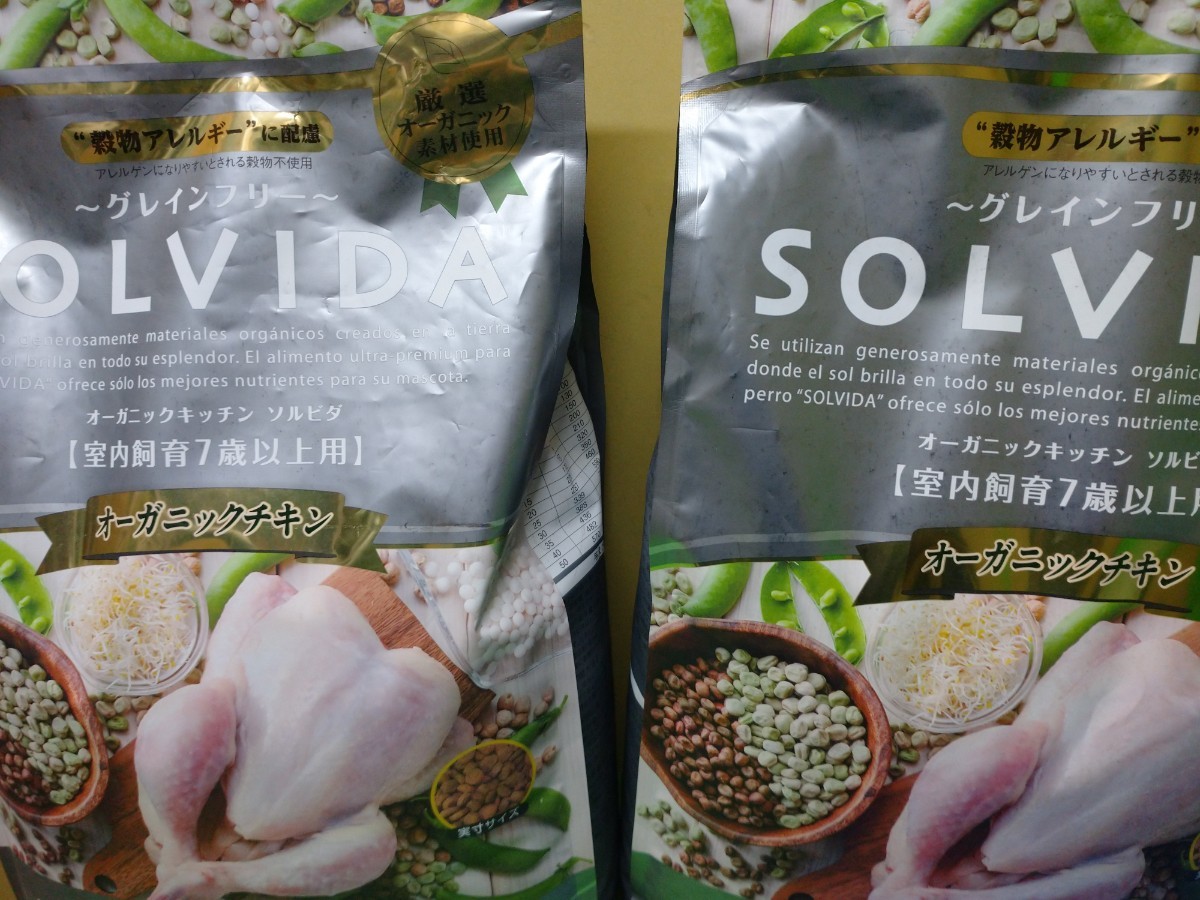 厳選
オーガニック
素材使用
“穀物アレルギー”に配慮
アレルゲンになりやすいとされる穀物不使用
～グレインフリー～
OLVIDA
generosamente materiales orgánicos creados en la tierra
sol brilla en todo su esplendor. El alimento ultra-premium para
VIDA” ofrece sólo los mejores nutrientes para su mascota.
オーガニックキッチン ソルビダ
【室内飼育7歳以上用】
オーガニックチキン
実寸サイズ
“穀物アレルギー”
アレルゲンになりやすいとされる穀物
～グレインフリ
SOLVI
Se utilizan generosamente materiales orgánic
donde el sol brilla en todo su esplendor. El alime
perro “SOLVIDA” ofrece sólo los mejores nutriente
オーガニックキッチン ソルビ
【室内飼育7歳以上用
オーガニックチキン